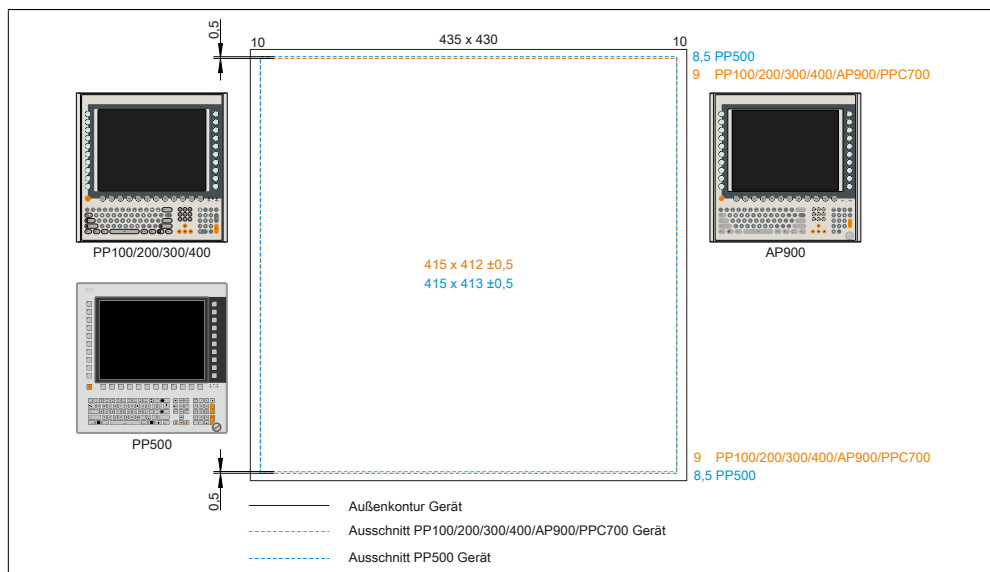 0,5
10
435 x 430
10
8,5 PP500
9 PP100/200/300/400/AP900/PPC700
PP100/200/300/400
AP900
415 x 412 ±0,5
415 x 413 ±0,5
PP500
9 PP100/200/300/400/AP900/PPC700
8,5 PP500
0,5
Außenkontur Gerät
Ausschnitt PP100/200/300/400/AP900/PPC700 Gerät
Ausschnitt PP500 Gerät